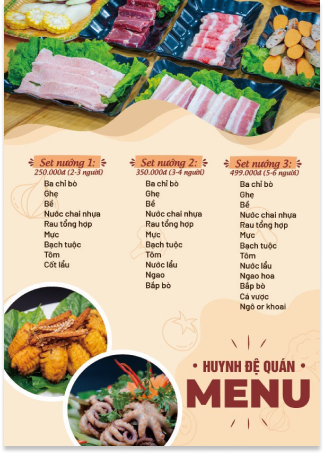 Set nướng 1:
250.000đ (2-3 người)
Ba chỉ bò
Ghẹ
Bề
Nước chai nhựa
Rau tổng hợp
Mực
Bạch tuộc
Tôm
Cốt lẩu
Set nướng 2:
350.000đ (3-4 người)
Ba chỉ bò
Ghẹ
Bề
Nước chai nhựa
Rau tổng hợp
Mực
Bạch tuộc
Tôm
Nước lẩu
Ngao
Bắp bò
Set nướng 3:
499.000đ (5-6 người)
Ba chỉ bò
Ghẹ
Bề
Nước chai nhựa
Rau tổng hợp
Mực
Bạch tuộc
Tôm
Nước lẩu
Ngao hoa
Bắp bò
Cá vược
Ngô or khoai
HUYNH ĐỆ QUÁN
MENU